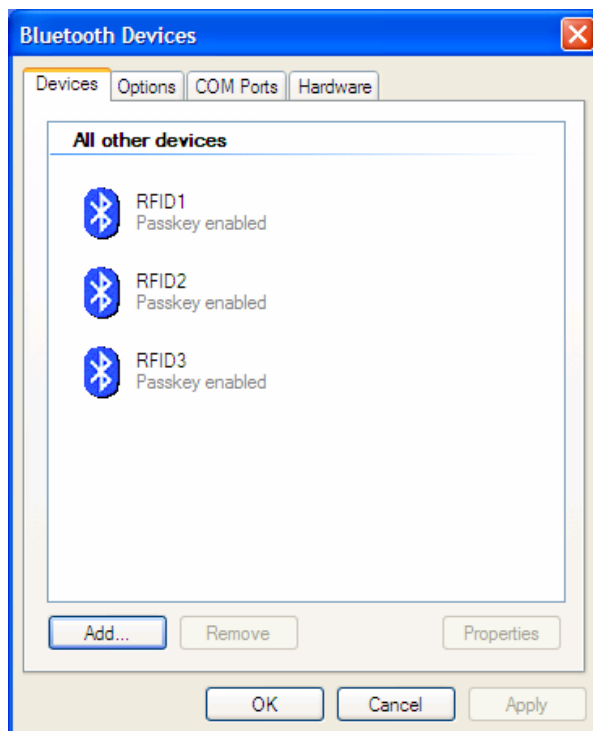 Bluetooth Devices
Devices Options COM Ports Hardware
All other devices
RFID1
Passkey enabled
RFID2
Passkey enabled
RFID3
Passkey enabled
Add... Remove Properties
OK Cancel Apply